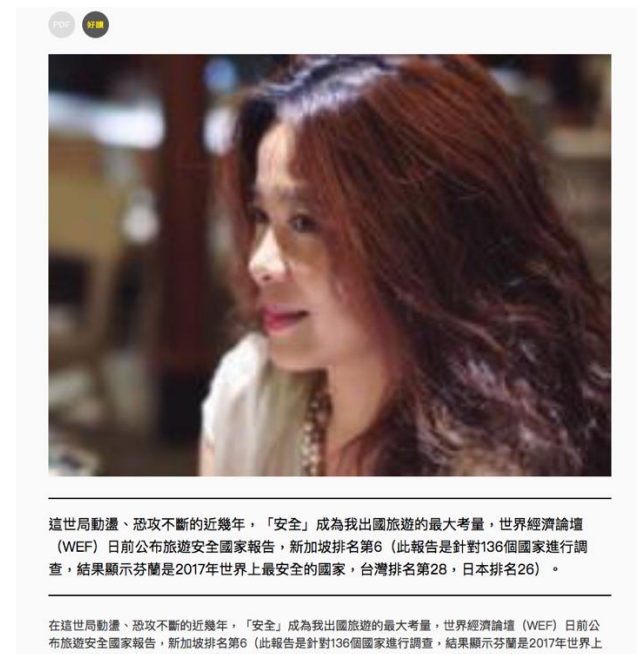 PDF
好讀
這世局動盪、恐攻不斷的近幾年，「安全」成為我出國旅遊的最大考量，世界經濟論壇
（WEF）日前公布旅遊安全國家報告，新加坡排名第6（此報告是針對136個國家進行調
查，結果顯示芬蘭是2017年世界上最安全的國家，台灣排名第28，日本排名26）。
在這世局動盪、恐攻不斷的近幾年，「安全」成為我出國旅遊的最大考量，世界經濟論壇（WEF）日前公
布旅遊安全國家報告，新加坡排名第6（此報告是針對136個國家進行調查，結果顯示芬蘭是2017年世界上